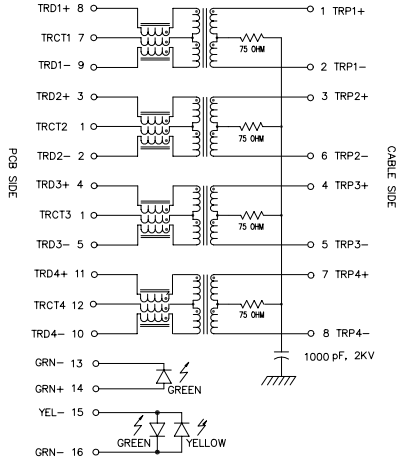 TRD1+ 8
1 TRP1+
TRCT1 7
75 OHM
TRD1- 9
2 TRP1-
TRD2+ 3
3 TRP2+
TRCT2 1
75 OHM
TRD2- 2
6 TRP2-
PCB SIDE
CABLE SIDE
TRD3+ 4
4 TRP3+
TRCT3 1
75 OHM
TRD3- 5
5 TRP3-
TRD4+ 11
7 TRP4+
TRCT4 12
75 OHM
TRD4- 10
8 TRP4-
1000 pF, 2KV
GRN- 13
GRN+ 14
GREEN
YEL- 15
GREEN
YELLOW
GRN- 16